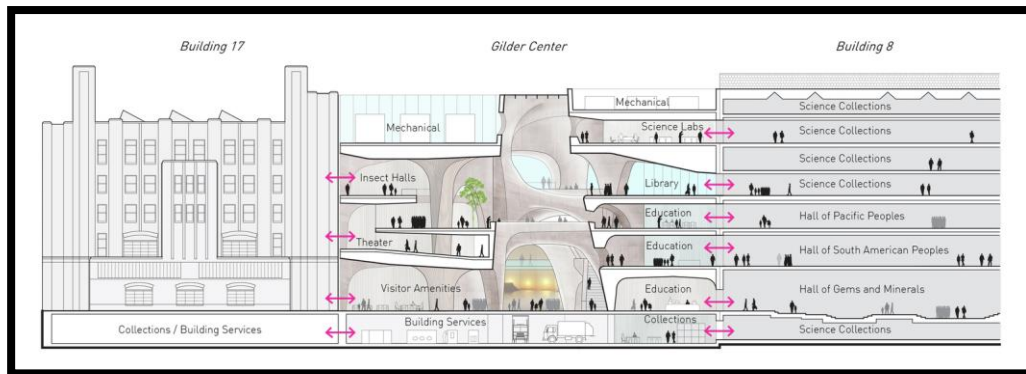 Building 17
Gilder Center
Building 8
Mechanical
Mechanical
Science Collections
Science Labs
Science Collections
Science Collections
Insect Halls
Library
Science Collections
Education
Hall of Pacific Peoples
Theater
Education
Hall of South American Peoples
Visitor Amenities
Education
Hall of Gems and Minerals
Collections / Building Services
Building Services
Collections
Science Collections